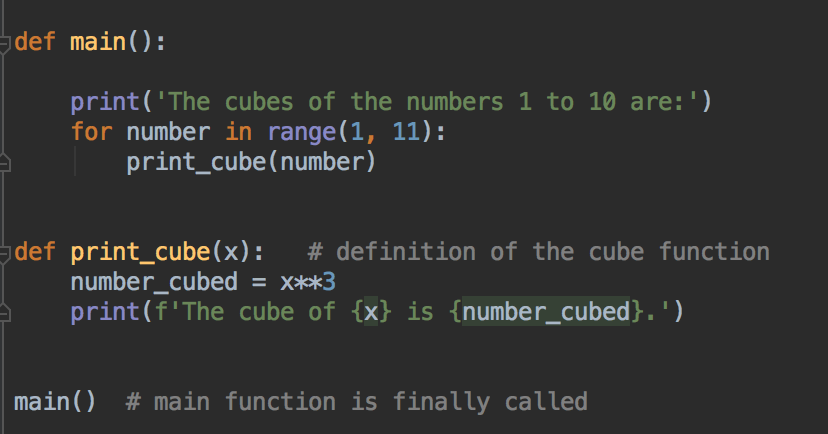 def main():
print('The cubes of the numbers 1 to 10 are:')
for number in range(1, 11):
print_cube(number)
def print_cube(x):   # definition of the cube function
number_cubed = x**3
print(f'The cube of {x} is {number_cubed}.')
main()  # main function is finally called